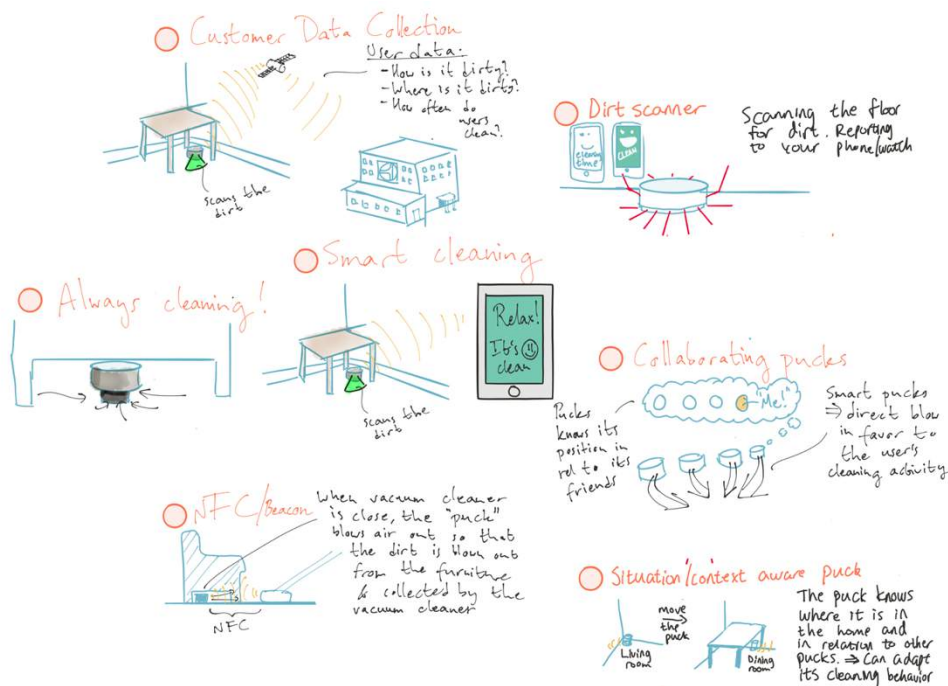 Customer Data Collection
User data:
- How is it dirty?
- Where is it dirty?
- How often do
users
clean?
scans the
dirt
Dirt scanner
cleaning
time
CLEAN
Scanning the floor
for dirt. Reporting
to your phone/watch
Always cleaning!
Smart cleaning
scans the
dirt
Relax!
It's
clean
Collaborating pucks
"Me!"
Pucks
knows its
position in
rel to its
friends
Smart pucks
⇒ direct blow
in favor to
the user's
cleaning activity
NFC/Beacon
When vacuum cleaner
is close, the "puck"
blows air out so that
the dirt is blown out
from the furniture
& collected by the
vacuum cleaner
NFC
Situation/context aware puck
Living
room
move
the
puck
Dining
room
The puck knows
where it is in
the home and
in relation to other
pucks. ⇒ Can adapt
its cleaning behavior